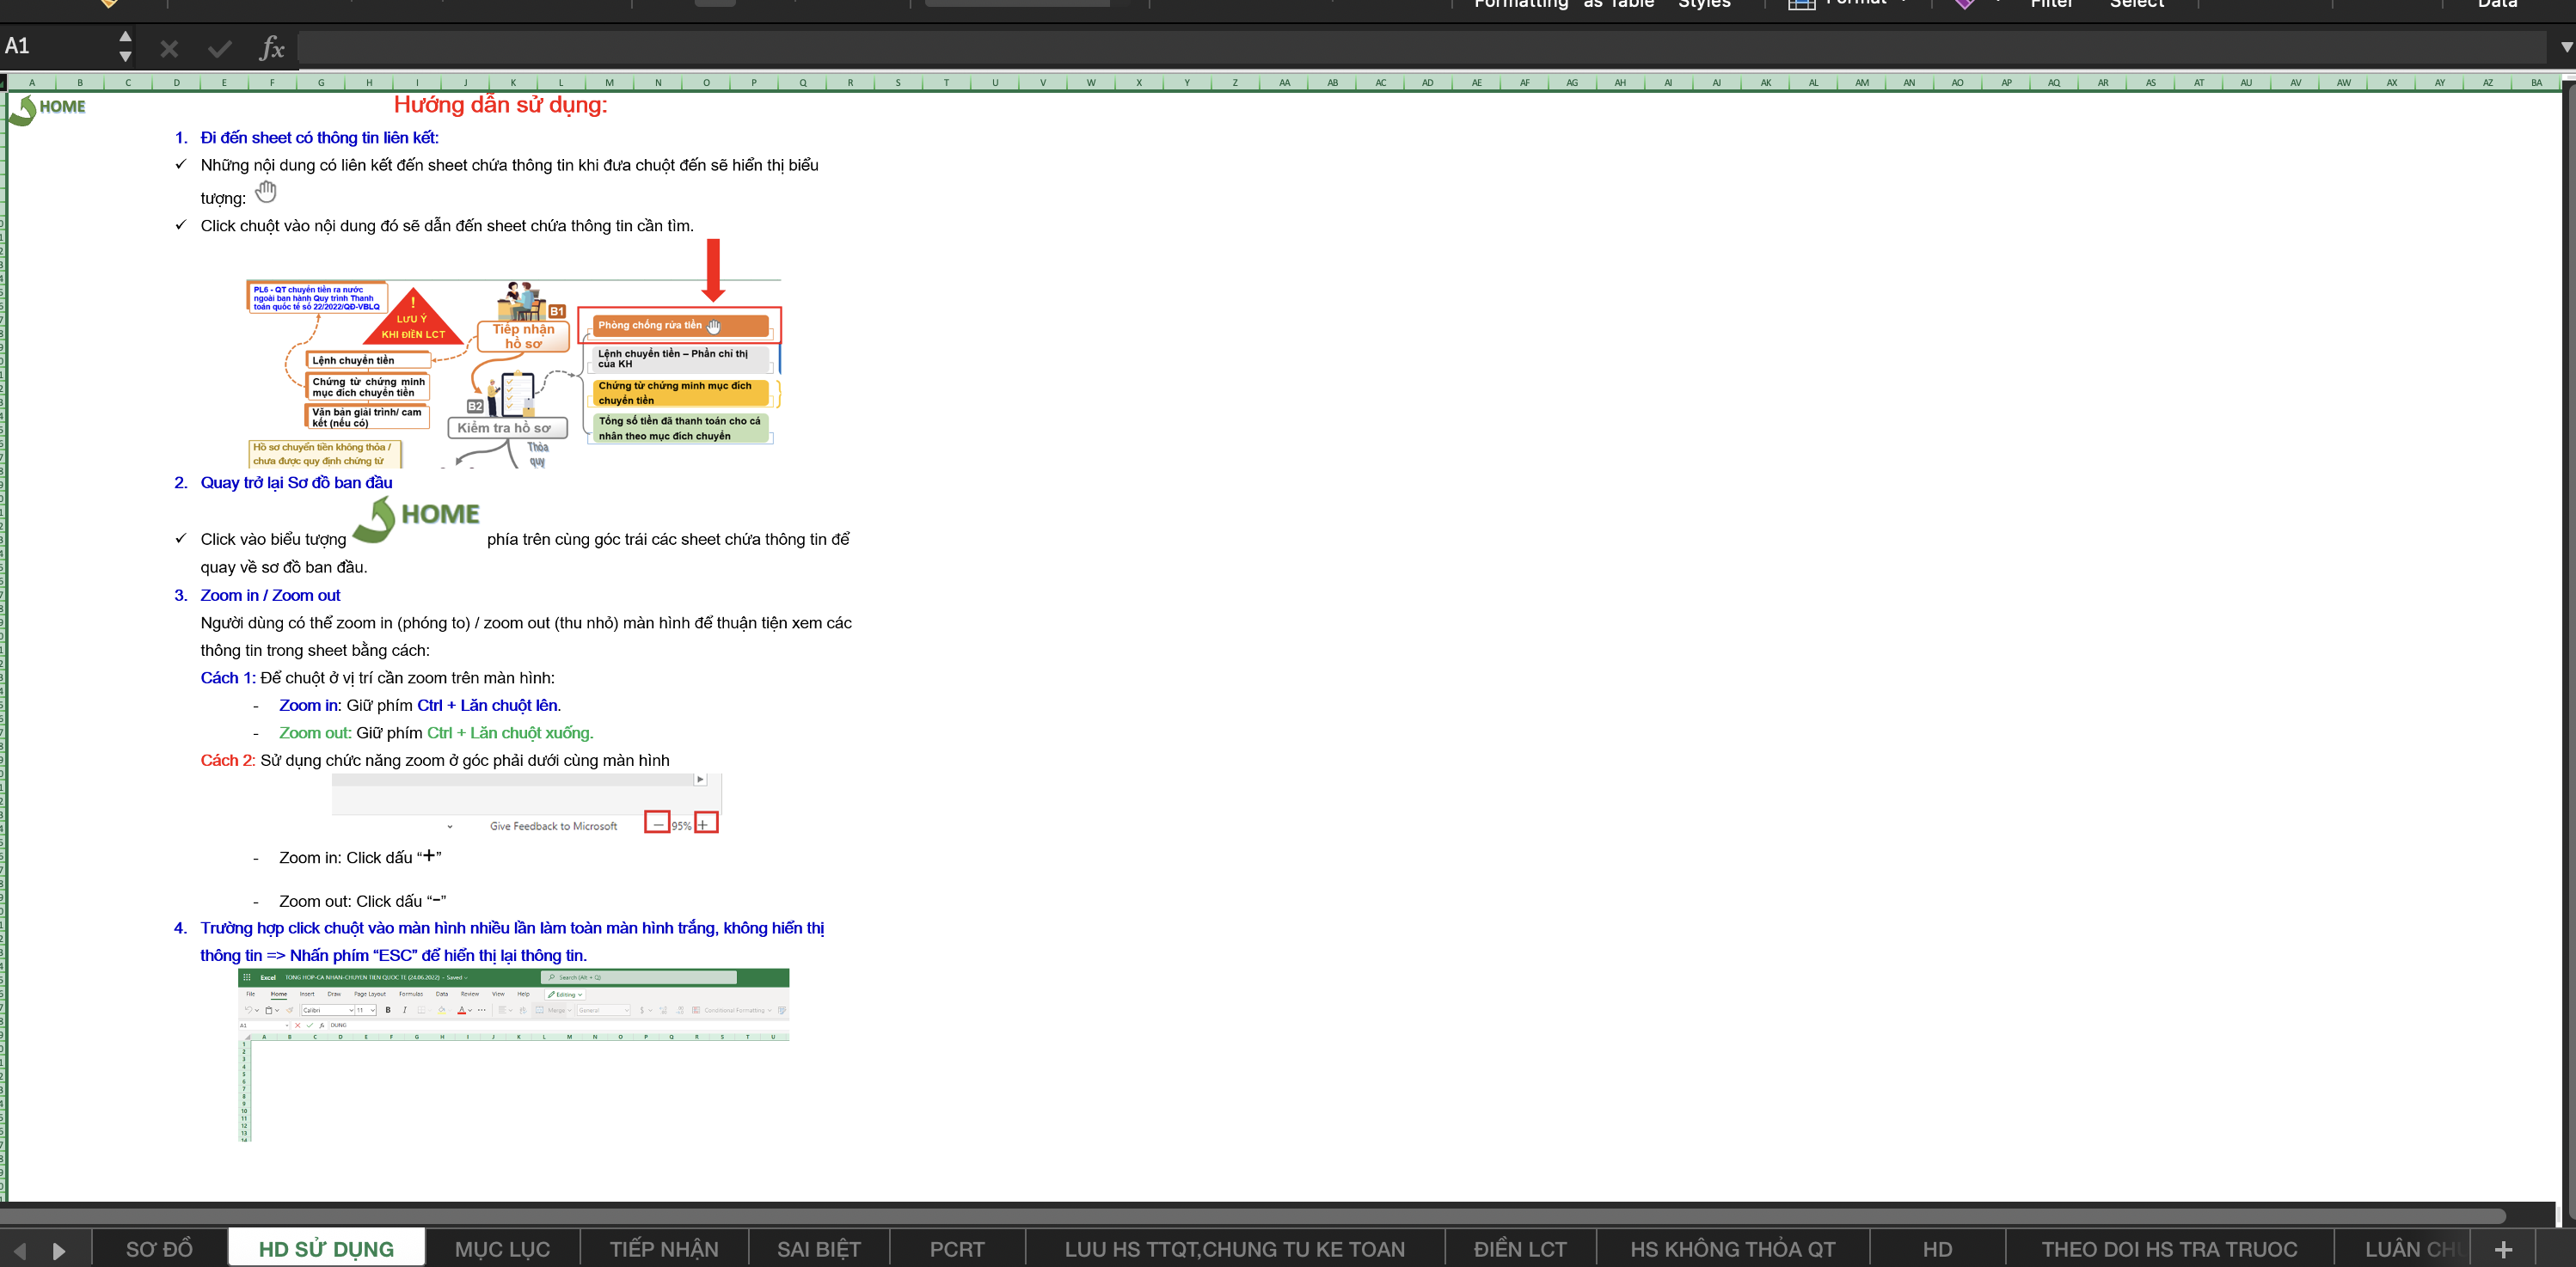 Formatting as Table Styles Format Filter Select Data
A1 fx
A B C D E F G H I J K L M N O P Q R S T U V W X Y Z AA AB AC AD AE AF AG AH AI AJ AK AL AM AN AO AP AQ AR AS AT AU AV AW AX AY AZ BA
HOME
Hướng dẫn sử dụng:
1. Đi đến sheet có thông tin liên kết:
✓ Những nội dung có liên kết đến sheet chứa thông tin khi đưa chuột đến sẽ hiển thị biểu
tượng:
✓ Click chuột vào nội dung đó sẽ dẫn đến sheet chứa thông tin cần tìm.
PL6 - QT chuyển tiền ra nước
ngoài ban hành Quy trình Thanh
toán quốc tế số 22/2022/QĐ-VBLQ
!
LƯU Ý
KHI ĐIỀN LCT
B1
Tiếp nhận
hồ sơ
Phòng chống rửa tiền
Lệnh chuyển tiền
Lệnh chuyển tiền – Phần chỉ thị
của KH
Chứng từ chứng minh
mục đích chuyển tiền
Chứng từ chứng minh mục đích
chuyển tiền
Văn bản giải trình/ cam
kết (nếu có)
B2
Kiểm tra hồ sơ
Tổng số tiền đã thanh toán cho cá
nhân theo mục đích chuyển
Hồ sơ chuyển tiền không thỏa /
chưa được quy định chứng từ
Thỏa
quy
2. Quay trở lại Sơ đồ ban đầu
✓ Click vào biểu tượng HOME phía trên cùng góc trái các sheet chứa thông tin để
quay về sơ đồ ban đầu.
3. Zoom in / Zoom out
Người dùng có thể zoom in (phóng to) / zoom out (thu nhỏ) màn hình để thuận tiện xem các
thông tin trong sheet bằng cách:
Cách 1: Để chuột ở vị trí cần zoom trên màn hình:
- Zoom in: Giữ phím Ctrl + Lăn chuột lên.
- Zoom out: Giữ phím Ctrl + Lăn chuột xuống.
Cách 2: Sử dụng chức năng zoom ở góc phải dưới cùng màn hình
Give Feedback to Microsoft — 95% +
- Zoom in: Click dấu “+”
- Zoom out: Click dấu “-”
4. Trường hợp click chuột vào màn hình nhiều lần làm toàn màn hình trắng, không hiển thị
thông tin => Nhấn phím “ESC” để hiển thị lại thông tin.
Excel TONG HOP-CA NHAN-CHUYEN TIEN QUOC TE (24.06.2022) - Saved Search (Alt + Q)
File Home Insert Draw Page Layout Formulas Data Review View Help Editing
Calibri 11 B I A Merge General $ Conditional Formatting
A1 fx DUNG
A B C D E F G H I J K L M N O P Q R S T U
1
2
3
4
5
6
7
8
9
10
11
12
13
14
SƠ ĐỒ HD SỬ DỤNG MỤC LỤC TIẾP NHẬN SAI BIỆT PCRT LUU HS TTQT,CHUNG TU KE TOAN ĐIỀN LCT HS KHÔNG THỎA QT HD THEO DOI HS TRA TRUOC LUÂN CH +